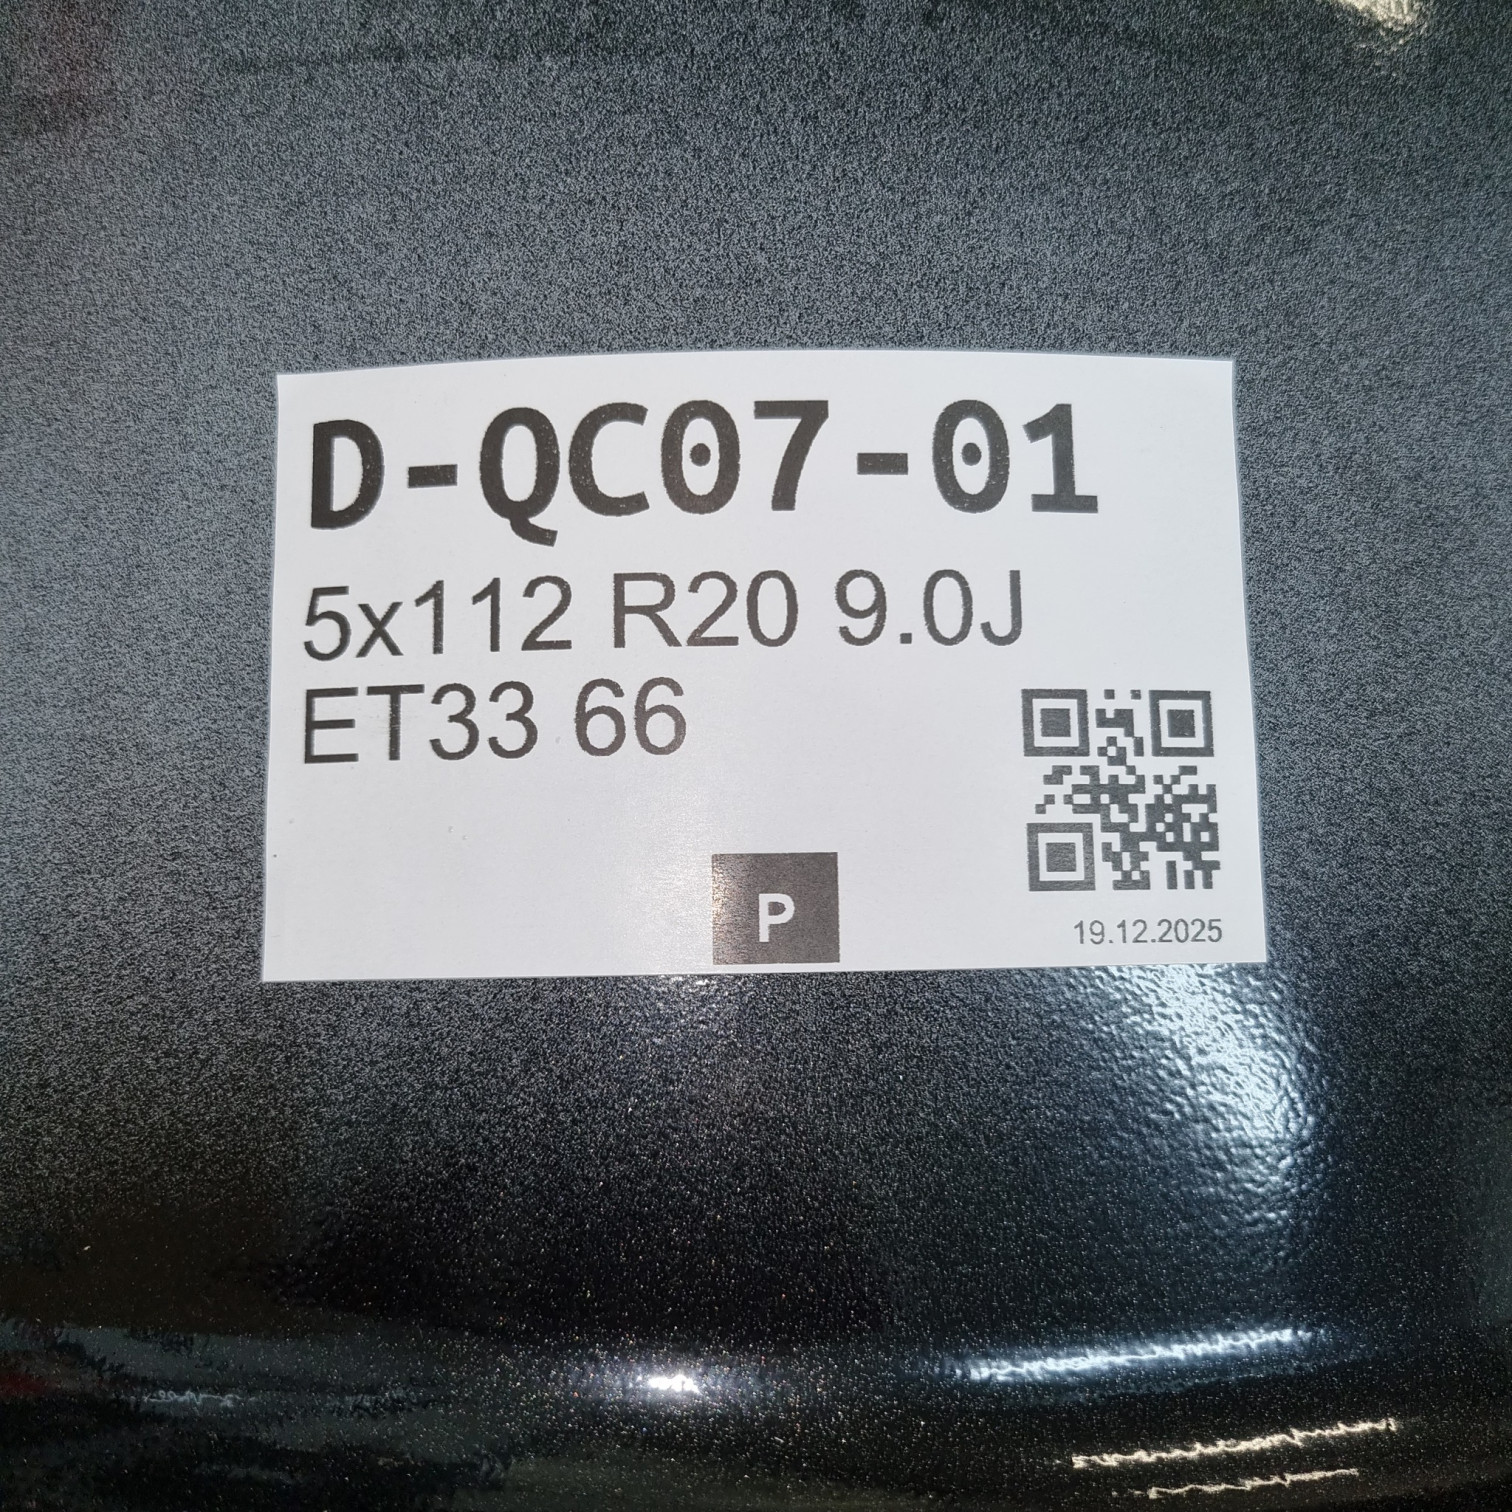 D-QC07-01
5x112 R20 9.0J
ET33 66
P
19.12.2025